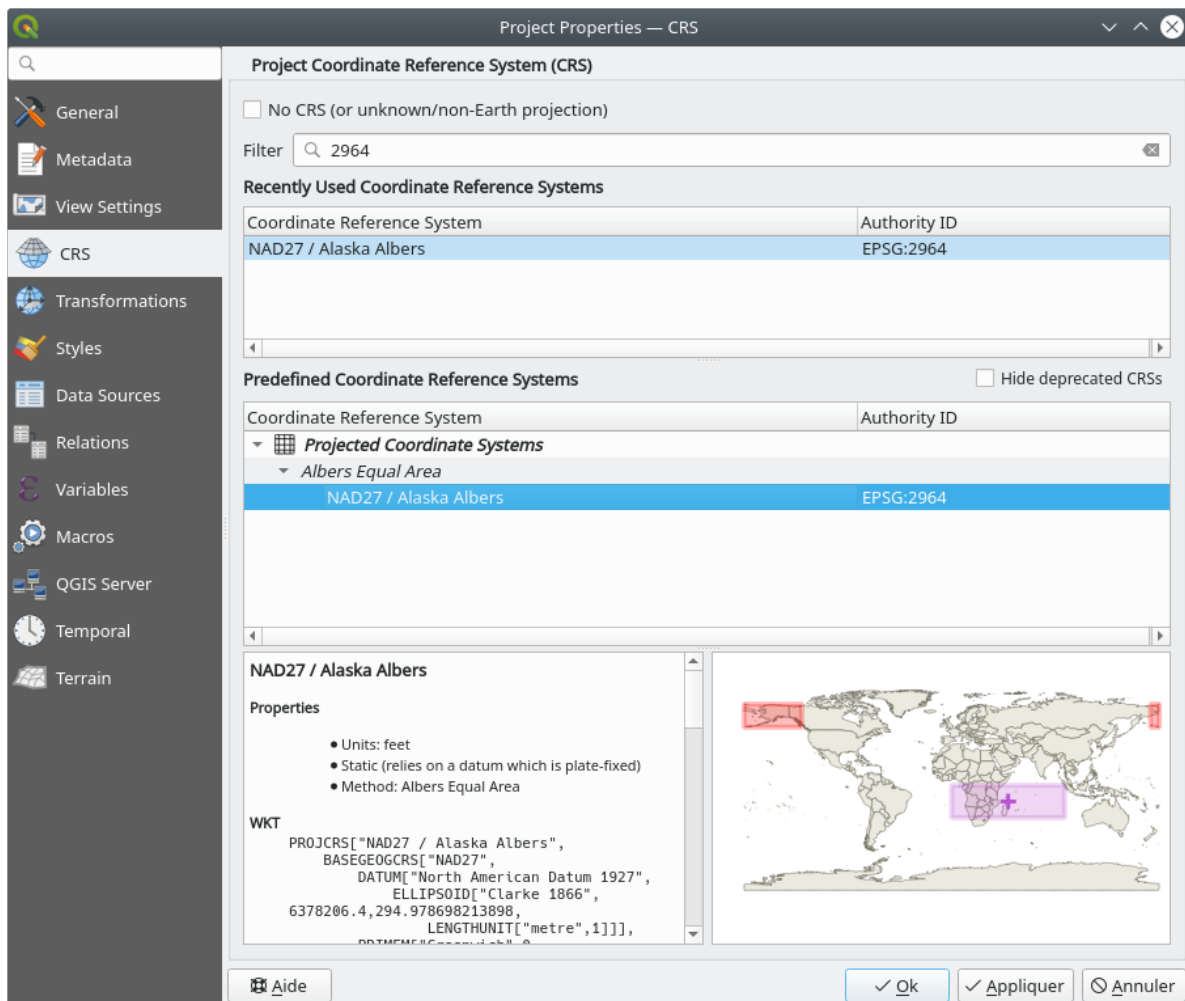 Project Properties — CRS
General
Metadata
View Settings
CRS
Transformations
Styles
Data Sources
Relations
Variables
Macros
QGIS Server
Temporal
Terrain
Project Coordinate Reference System (CRS)
No CRS (or unknown/non-Earth projection)
Filter 2964
Recently Used Coordinate Reference Systems
Coordinate Reference System Authority ID
NAD27 / Alaska Albers EPSG:2964
Predefined Coordinate Reference Systems Hide deprecated CRSs
Coordinate Reference System Authority ID
Projected Coordinate Systems
Albers Equal Area
NAD27 / Alaska Albers EPSG:2964
NAD27 / Alaska Albers
Properties
• Units: feet
• Static (relies on a datum which is plate-fixed)
• Method: Albers Equal Area
WKT
PROJCRS["NAD27 / Alaska Albers",
BASEGEOGCRS["NAD27",
DATUM["North American Datum 1927",
ELLIPSOID["Clarke 1866",
6378206.4,294.978698213898,
LENGTHUNIT["metre",1]]],
PRIMEM["Greenwich",0,
Aide
Ok
Appliquer
Annuler